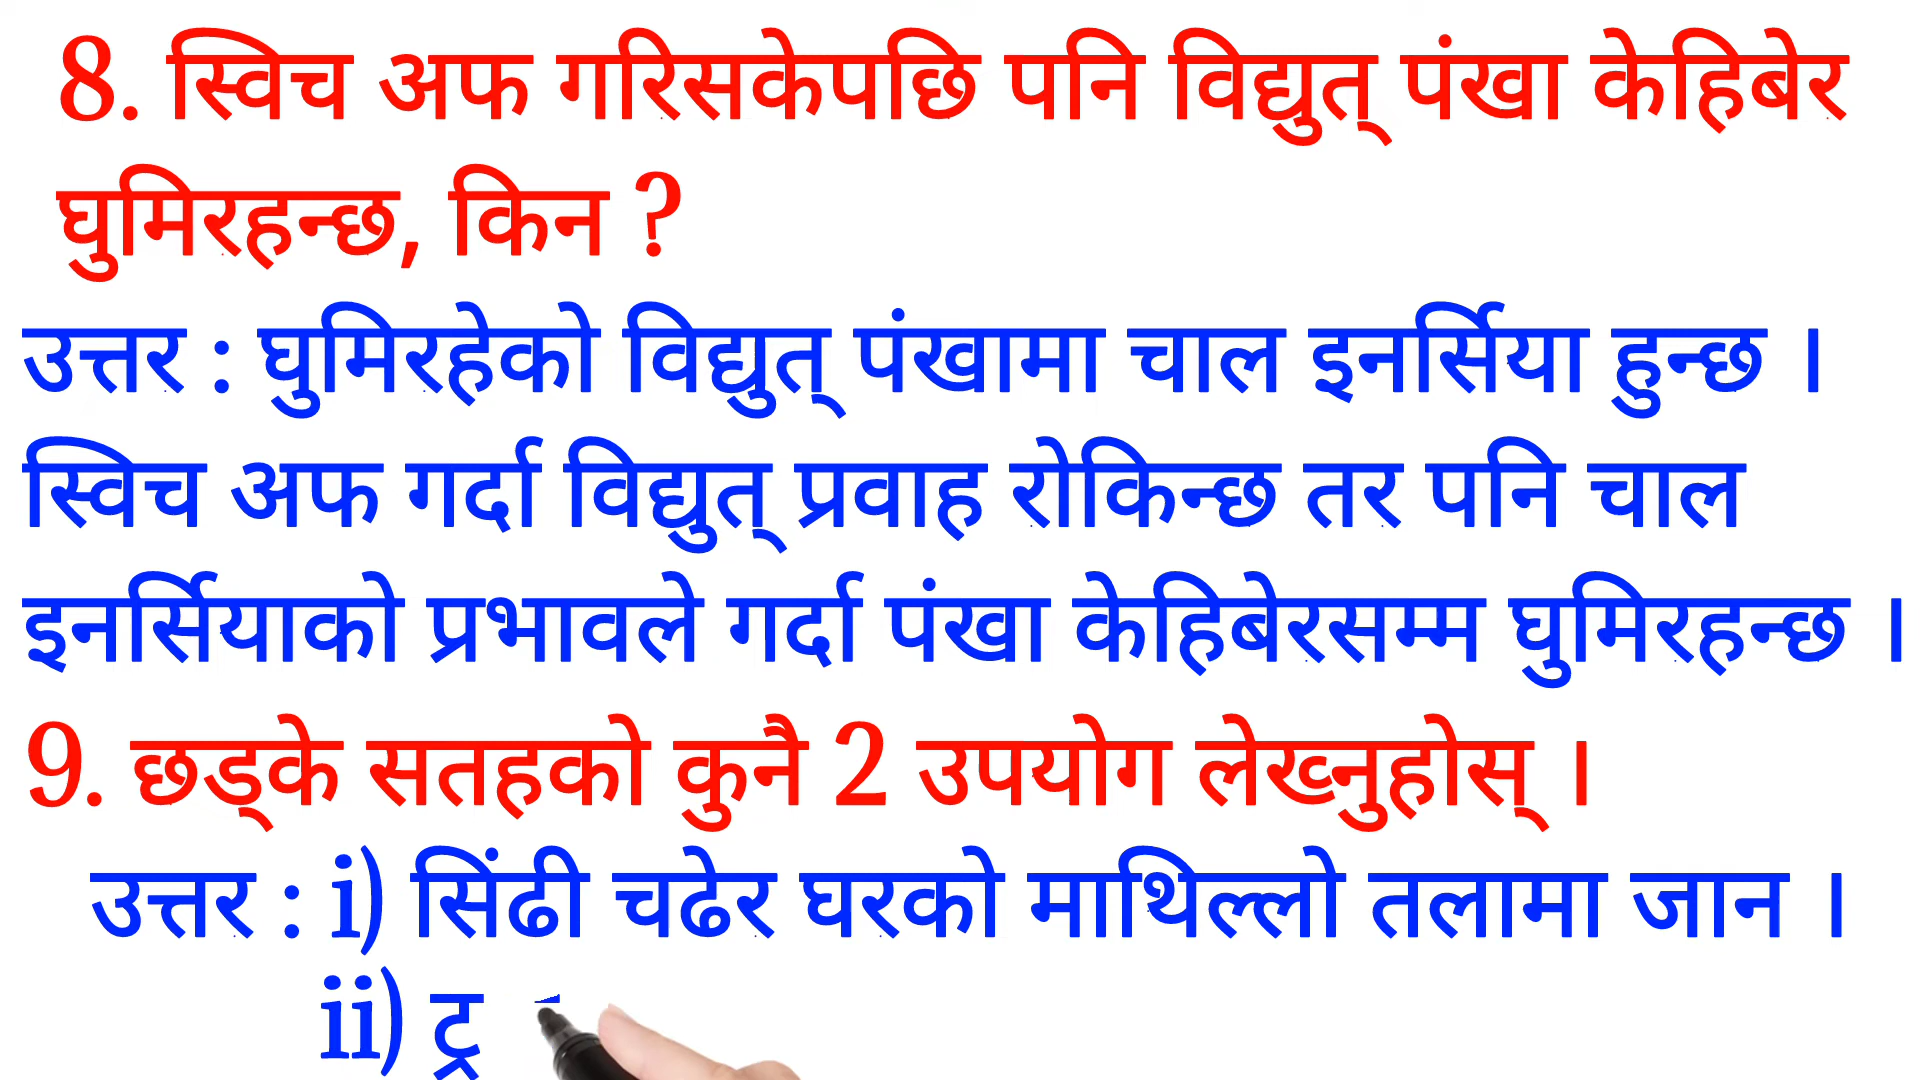 8. स्विच अफ गरिसकेपछि पनि विद्युत् पंखा केहिबेर
घुमिरहन्छ, किन ?
उत्तर : घुमिरहेको विद्युत् पंखामा चाल इनर्सिया हुन्छ ।
स्विच अफ गर्दा विद्युत् प्रवाह रोकिन्छ तर पनि चाल
इनर्सियाको प्रभावले गर्दा पंखा केहिबेरसम्म घुमिरहन्छ ।
9. छड्के सतहको कुनै 2 उपयोग लेख्नुहोस् ।
उत्तर : i) सिंढी चढेर घरको माथिल्लो तलामा जान ।
ii) ट्र